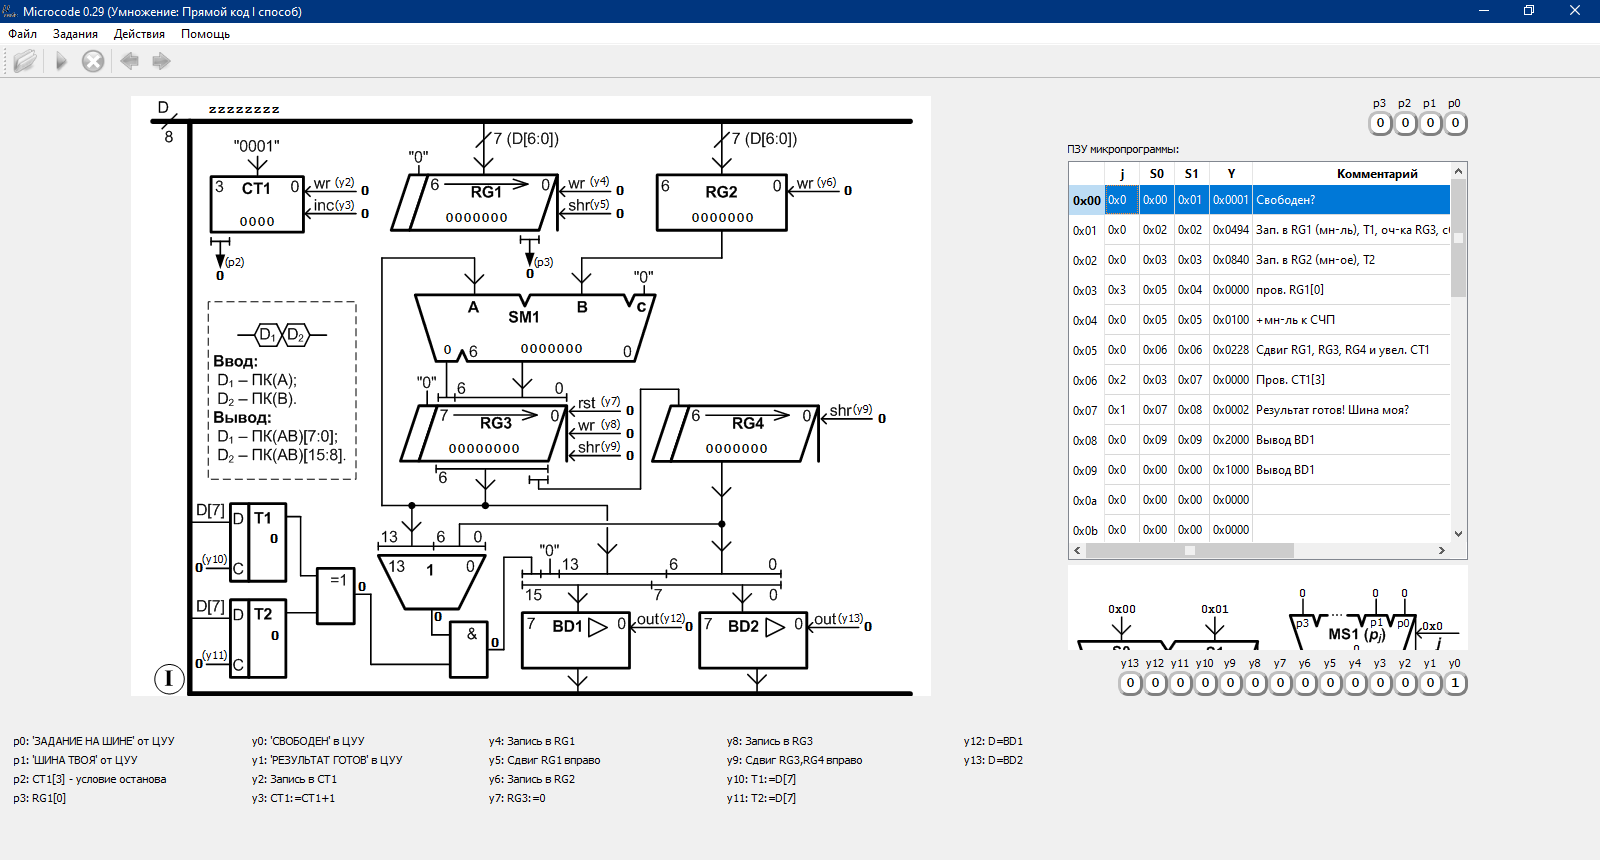 Microcode 0.29 (Умножение: Прямой код I способ)
Файл Задания Действия Помощь
D zzzzzzzz
8
"0001"
3 CT1 0
0000
wr (y2) 0
inc(y3) 0
(p2)
0
7 (D[6:0])
"0"
6 RG1 0
0000000
wr (y4) 0
shr(y5) 0
(p3)
0
7 (D[6:0])
6 RG2 0
0000000
wr(y6) 0
"0"
A B C
SM1
0 6 0000000 0
D₁ D₂
Ввод:
D₁ – ПК(A);
D₂ – ПК(B).
Вывод:
D₁ – ПК(AB)[7:0];
D₂ – ПК(AB)[15:8].
"0" 6 0
7 RG3 0
00000000
rst (y7) 0
wr (y8) 0
shr(y9) 0
6
6 RG4 0
0000000
shr(y9) 0
D[7] D T1
0
0(y10) C
D[7] D T2
0
0(y11) C
=1 0
13 6 0
13 1 0
0
& 0
"0" 13 6 0
15 7 0
7 BD1 0
out(y12)0
7 BD2 0
out(y13)0
I
p3 p2 p1 p0
0 0 0 0
ПЗУ микропрограммы:
j S0 S1 Y Комментарий
0x00 0x0 0x00 0x01 0x0001 Свободен?
0x01 0x0 0x02 0x02 0x0494 Зап. в RG1 (мн-ль), T1, оч-ка RG3, сб
0x02 0x0 0x03 0x03 0x0840 Зап. в RG2 (мн-ое), T2
0x03 0x3 0x05 0x04 0x0000 пров. RG1[0]
0x04 0x0 0x05 0x05 0x0100 +мн-ль к СЧП
0x05 0x0 0x06 0x06 0x0228 Сдвиг RG1, RG3, RG4 и увел. CT1
0x06 0x2 0x03 0x07 0x0000 Пров. CT1[3]
0x07 0x1 0x07 0x08 0x0002 Результат готов! Шина моя?
0x08 0x0 0x09 0x09 0x2000 Вывод BD1
0x09 0x0 0x00 0x00 0x1000 Вывод BD1
0x0a 0x0 0x00 0x00 0x0000
0x0b 0x0 0x00 0x00 0x0000
0x00 0x01 0 0 0
p3 ... p1 p0
MS1 (pj)
0x0
j
y13 y12 y11 y10 y9 y8 y7 y6 y5 y4 y3 y2 y1 y0
0 0 0 0 0 0 0 0 0 0 0 0 0 1
p0: 'ЗАДАНИЕ НА ШИНЕ' от ЦУУ
p1: 'ШИНА ТВОЯ' от ЦУУ
p2: CT1[3] - условие останова
p3: RG1[0]
y0: 'СВОБОДЕН' в ЦУУ
y1: 'РЕЗУЛЬТАТ ГОТОВ' в ЦУУ
y2: Запись в CT1
y3: CT1:=CT1+1
y4: Запись в RG1
y5: Сдвиг RG1 вправо
y6: Запись в RG2
y7: RG3:=0
y8: Запись в RG3
y9: Сдвиг RG3,RG4 вправо
y10: T1:=D[7]
y11: T2:=D[7]
y12: D=BD1
y13: D=BD2